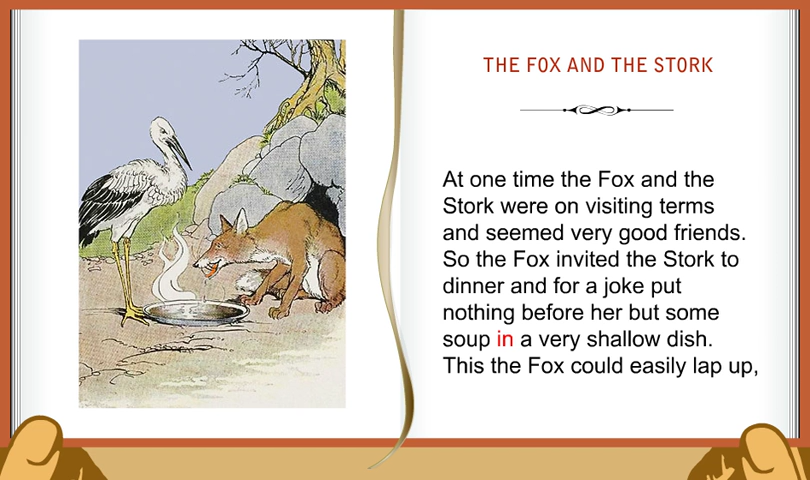 THE FOX AND THE STORK
At one time the Fox and the
Stork were on visiting terms
and seemed very good friends.
So the Fox invited the Stork to
dinner and for a joke put
nothing before her but some
soup in a very shallow dish.
This the Fox could easily lap up,